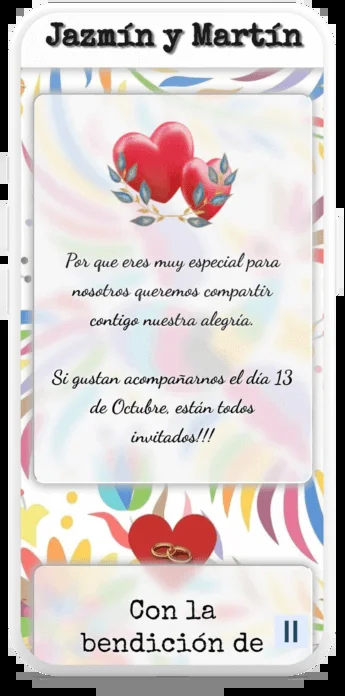 Jazmín y Martín
Por que eres muy especial para
nosotros queremos compartir
contigo nuestra alegría.
Si gustan acompañarnos el día 13
de Octubre, están todos
invitados!!!
Con la
bendición de